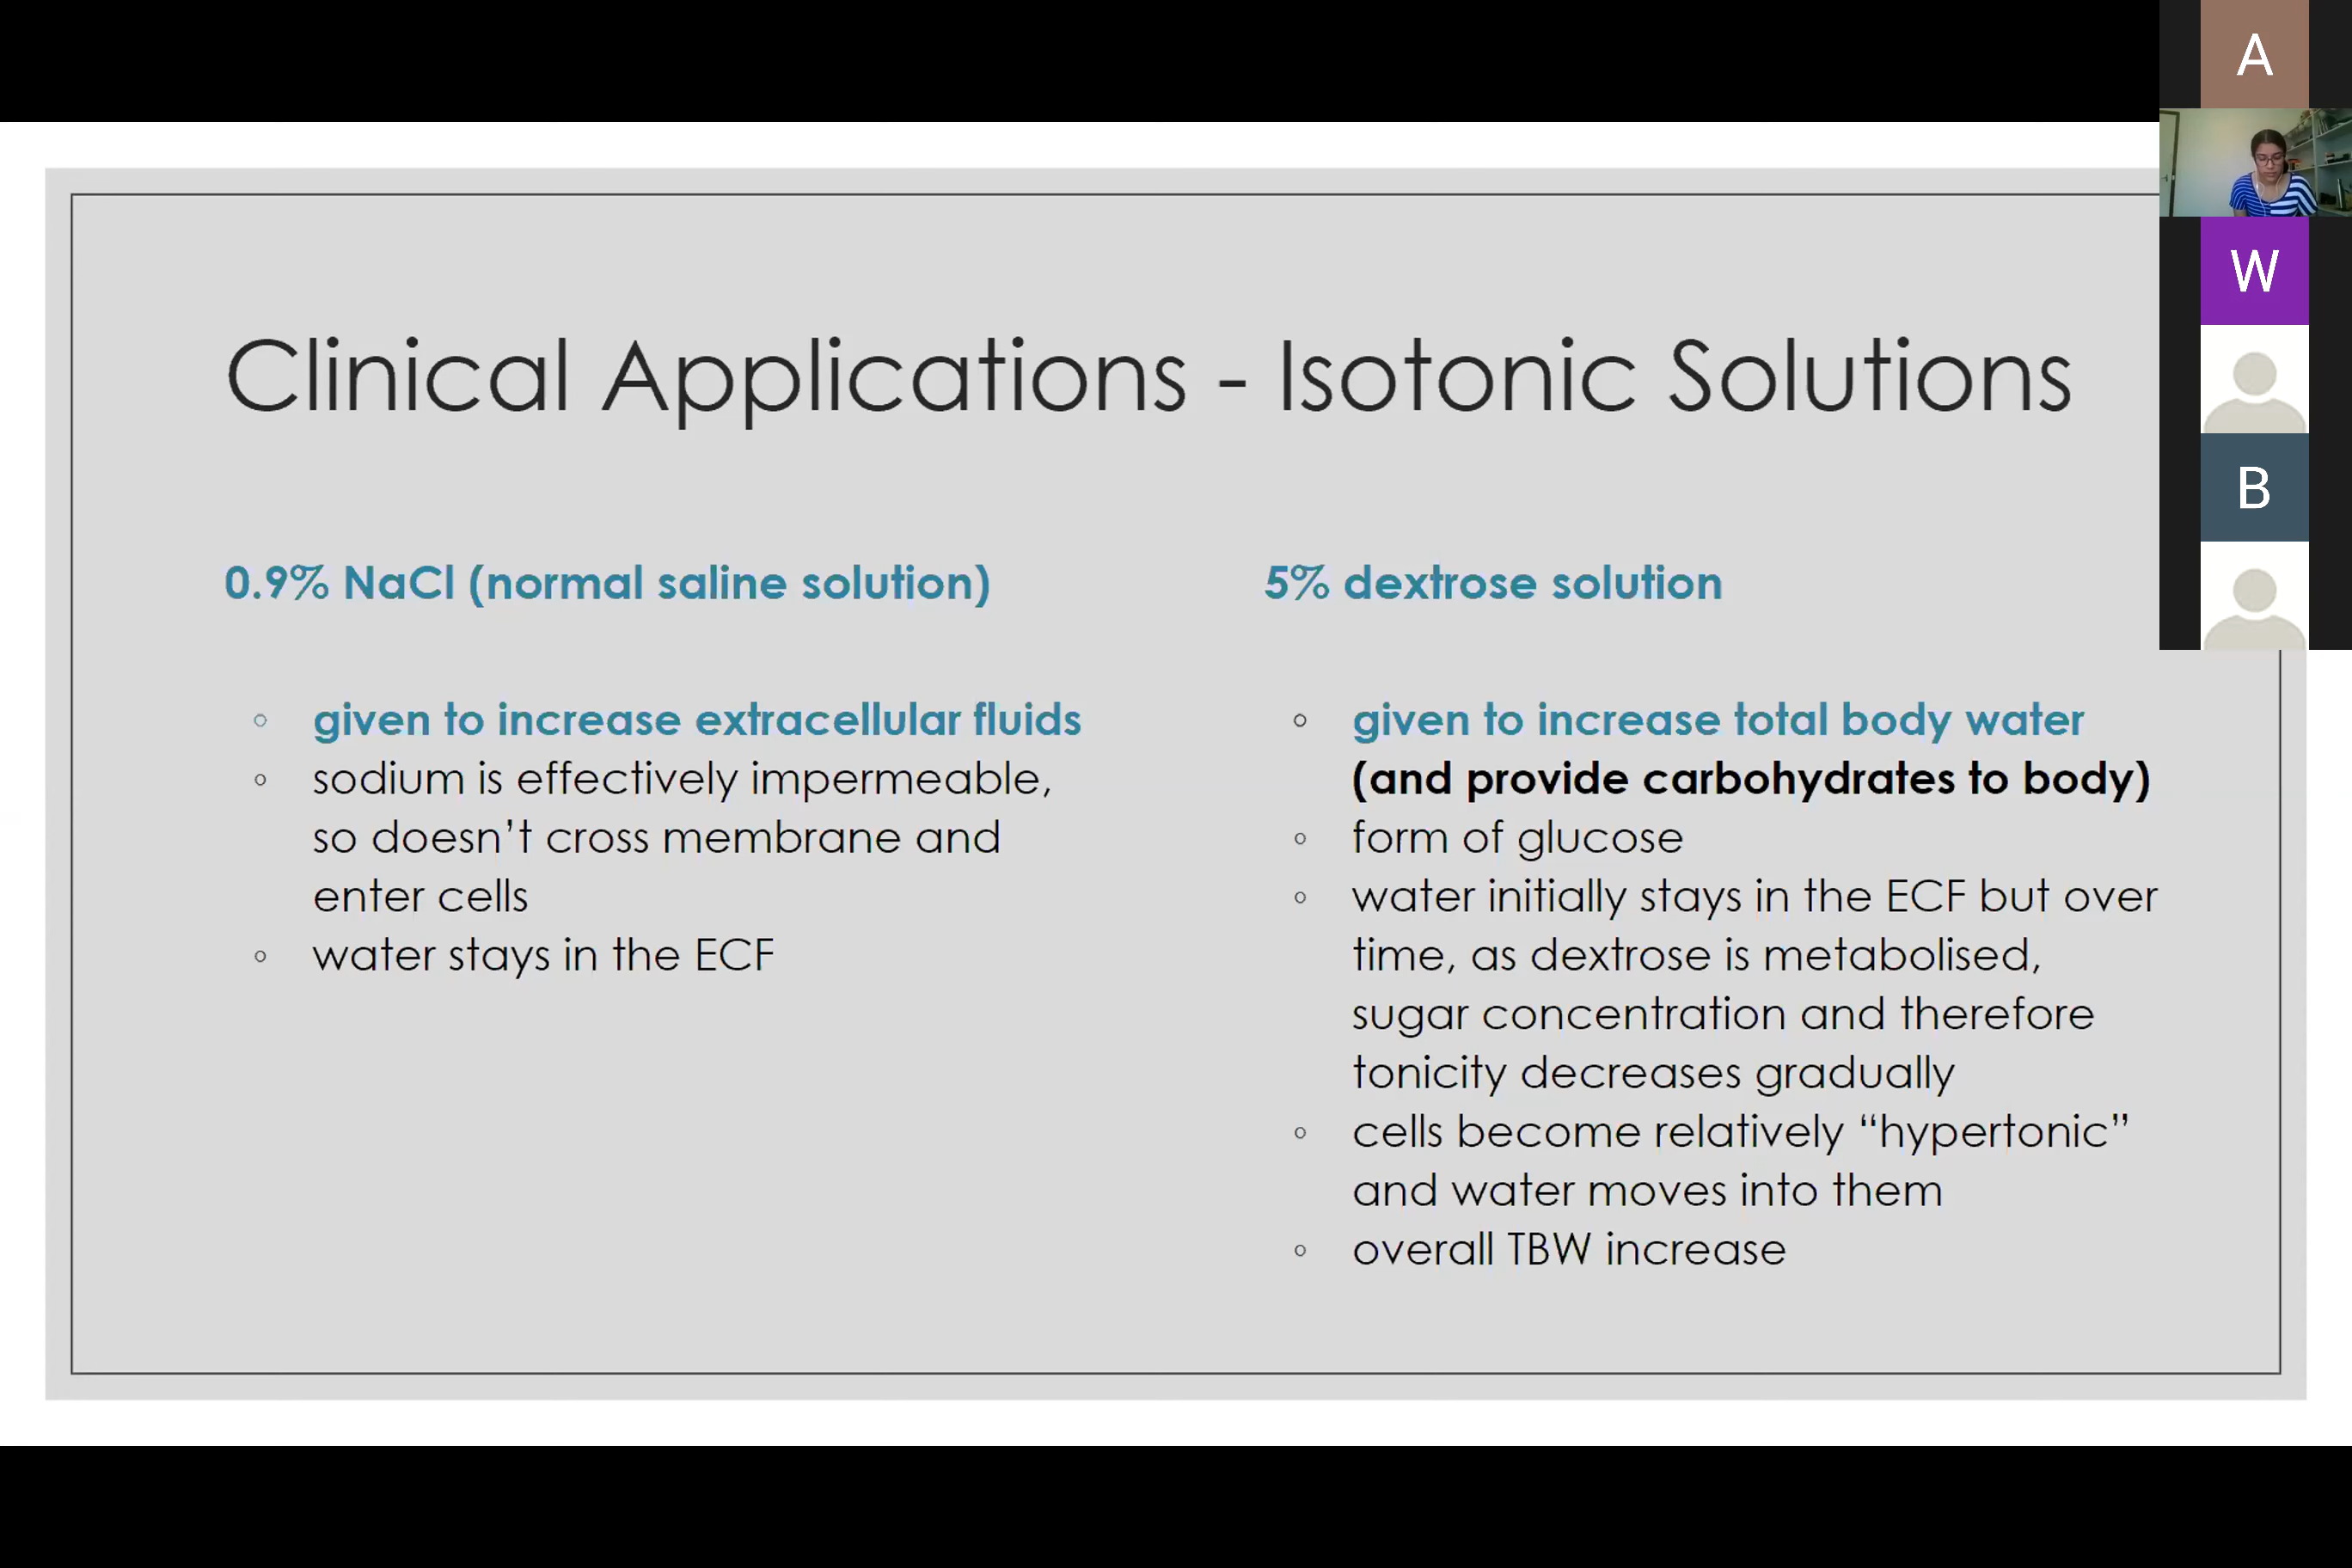 Clinical Applications - Isotonic Solutions
0.9% NaCl (normal saline solution)
◦ given to increase extracellular fluids
◦ sodium is effectively impermeable,
so doesn’t cross membrane and
enter cells
◦ water stays in the ECF
5% dextrose solution
◦ given to increase total body water
(and provide carbohydrates to body)
◦ form of glucose
◦ water initially stays in the ECF but over
time, as dextrose is metabolised,
sugar concentration and therefore
tonicity decreases gradually
◦ cells become relatively “hypertonic”
and water moves into them
◦ overall TBW increase
A
W
B